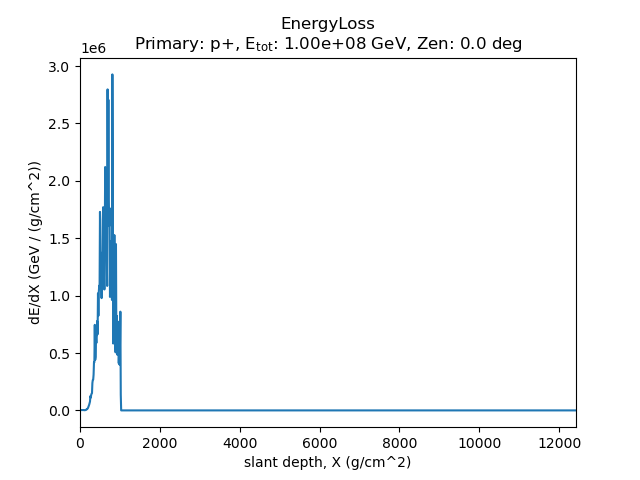 EnergyLoss
Primary: p+, E_tot: 1.00e+08 GeV, Zen: 0.0 deg
1e6
3.0
2.5
2.0
1.5
1.0
0.5
0.0
dE/dX (GeV / (g/cm^2))
0 2000 4000 6000 8000 10000 12000
slant depth, X (g/cm^2)